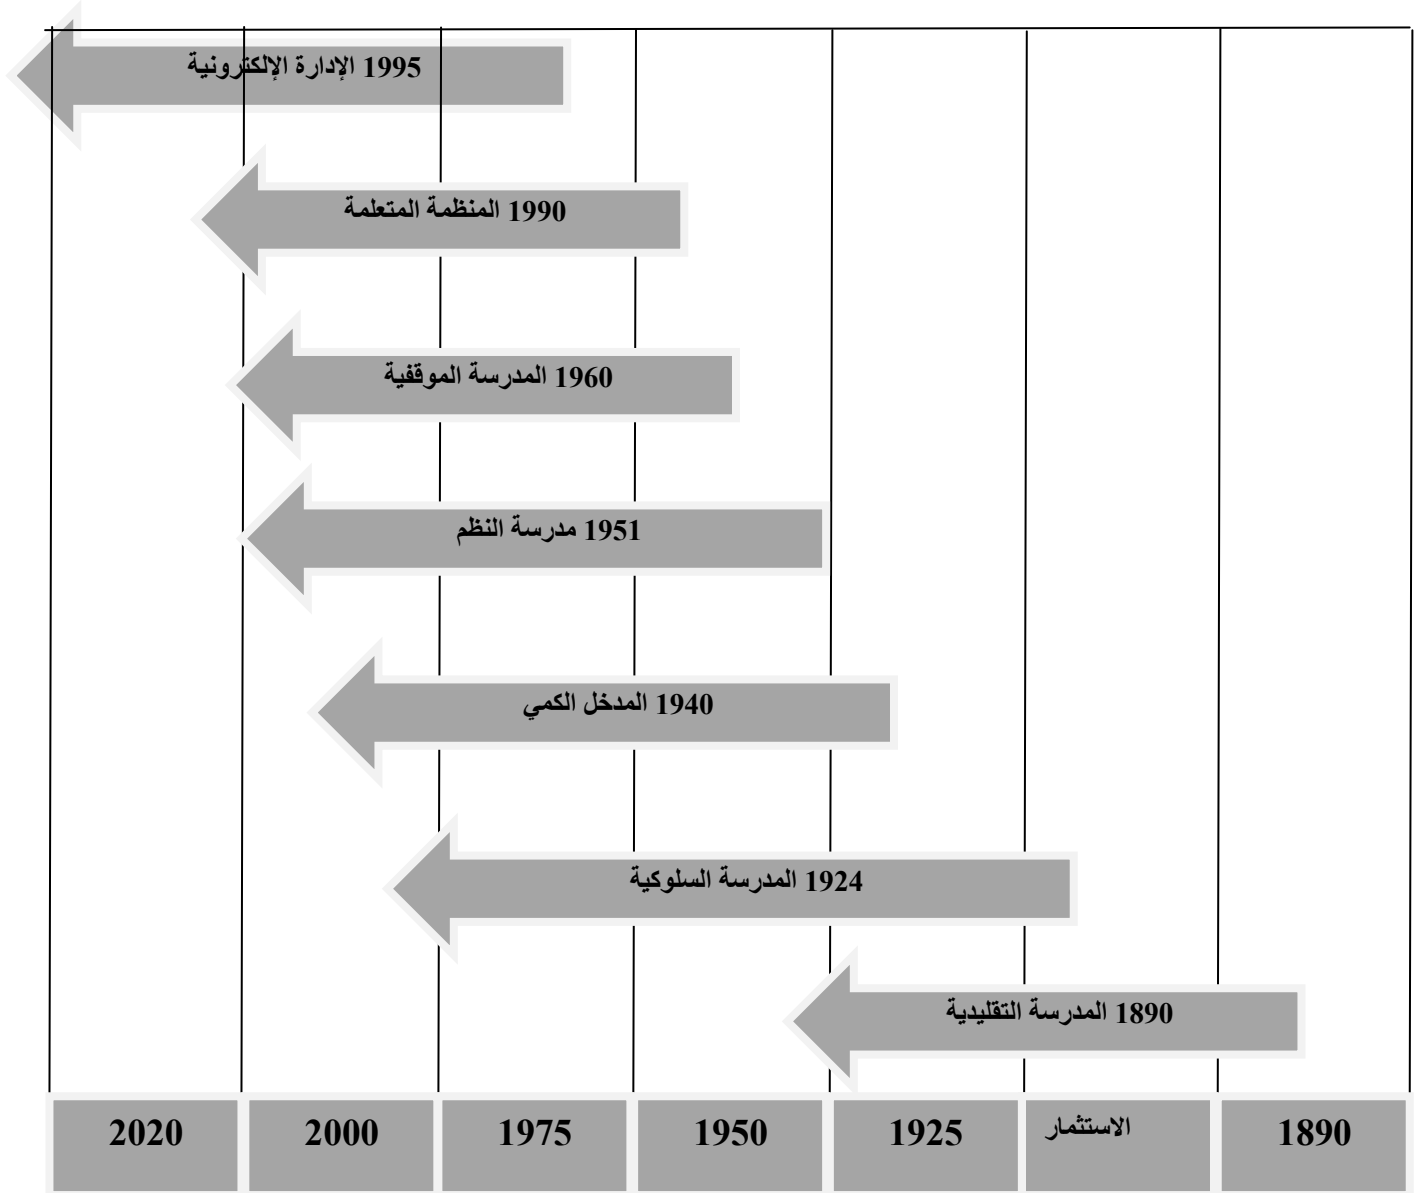 1995 الإدارة الإلكترونية
1990 المنظمة المتعلمة
1960 المدرسة الموقفية
1951 مدرسة النظم
1940 المدخل الكمي
1924 المدرسة السلوكية
1890 المدرسة التقليدية
1890
الاستثمار
1925
1950
1975
2000
2020